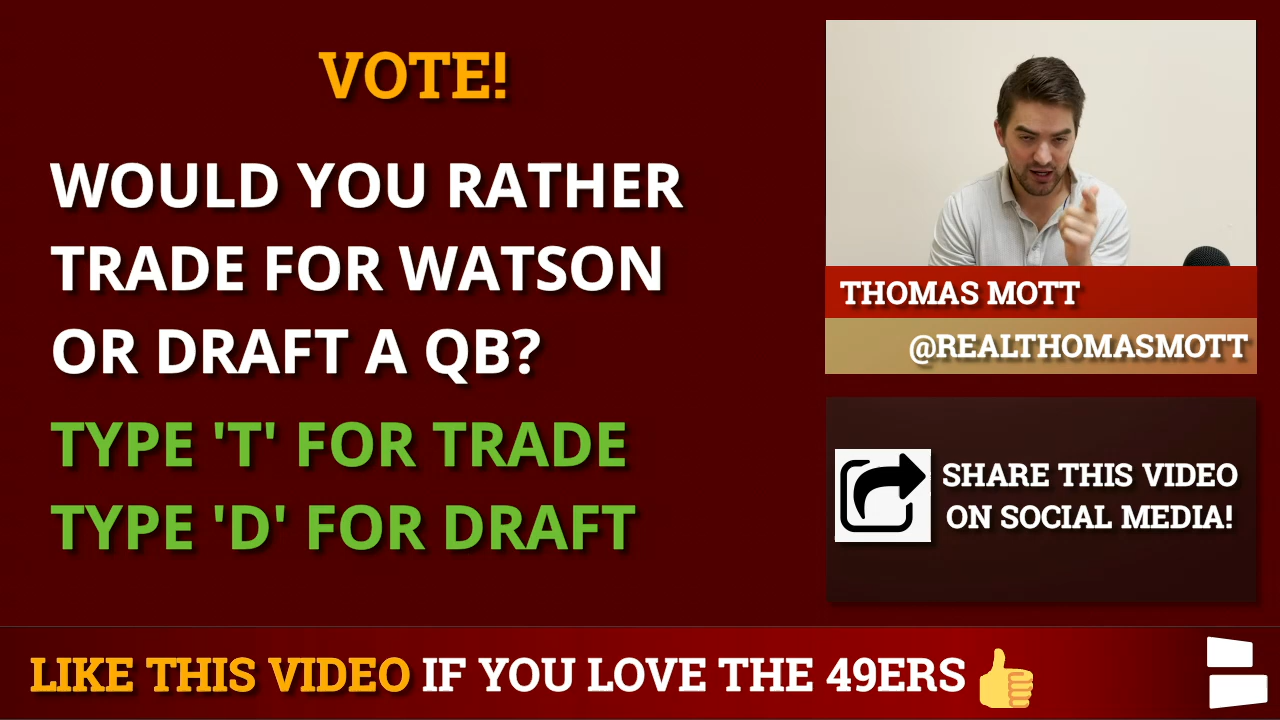 VOTE!
WOULD YOU RATHER
TRADE FOR WATSON
OR DRAFT A QB?
TYPE 'T' FOR TRADE
TYPE 'D' FOR DRAFT
THOMAS MOTT
@REALTHOMASMOTT
SHARE THIS VIDEO
ON SOCIAL MEDIA!
LIKE THIS VIDEO IF YOU LOVE THE 49ERS